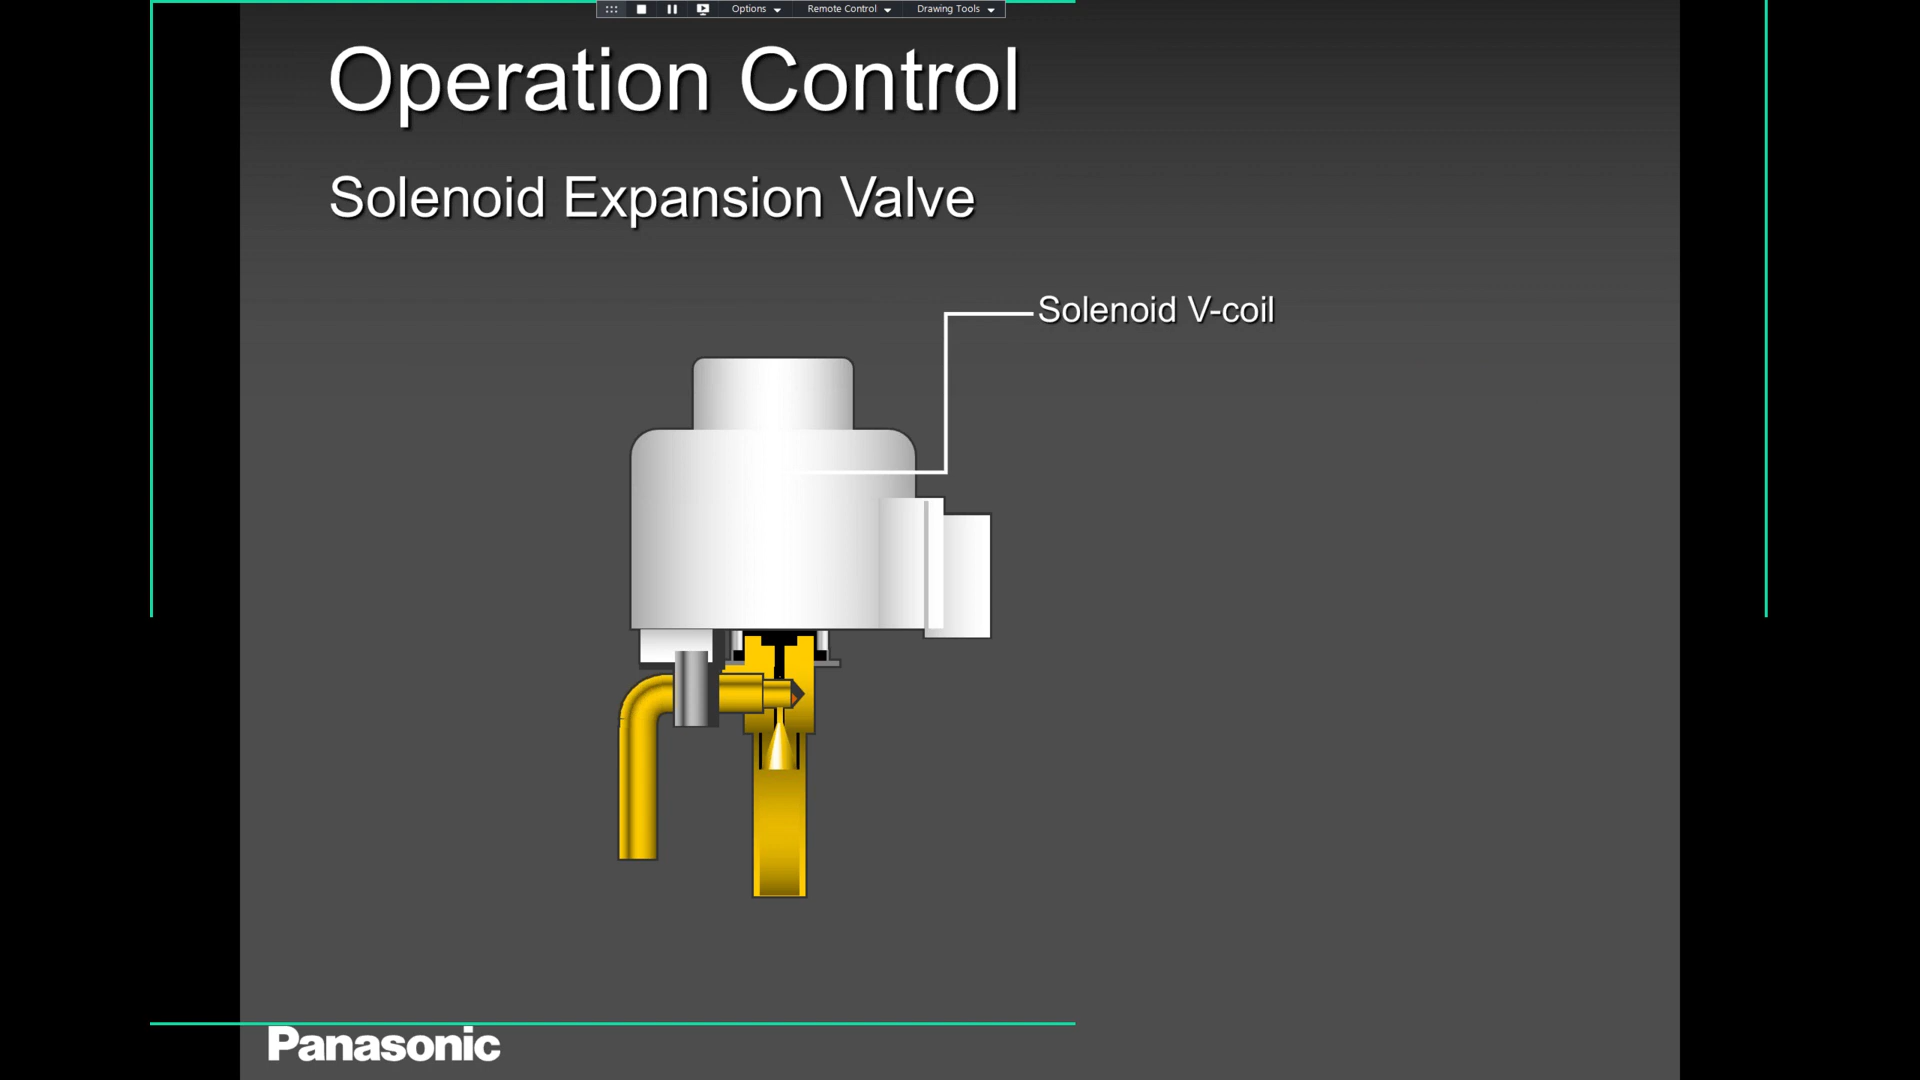 Options
Remote Control
Drawing Tools
Operation Control
Solenoid Expansion Valve
Solenoid V-coil
Panasonic